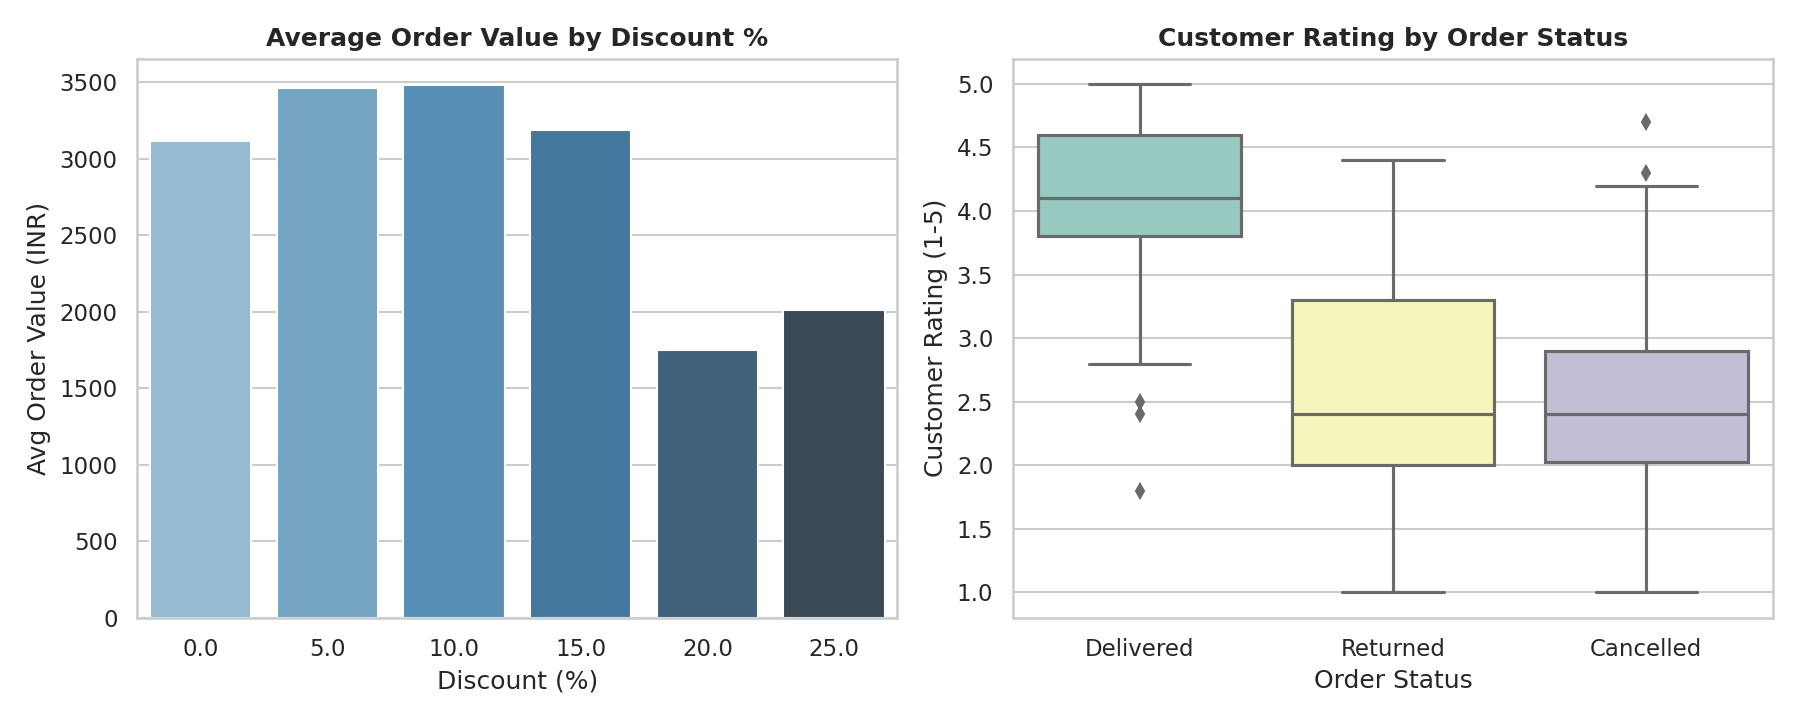 Average Order Value by Discount %
Avg Order Value (INR)
3500
3000
2500
2000
1500
1000
500
0
0.0 5.0 10.0 15.0 20.0 25.0
Discount (%)
Customer Rating by Order Status
Customer Rating (1-5)
5.0
4.5
4.0
3.5
3.0
2.5
2.0
1.5
1.0
Delivered Returned Cancelled
Order Status